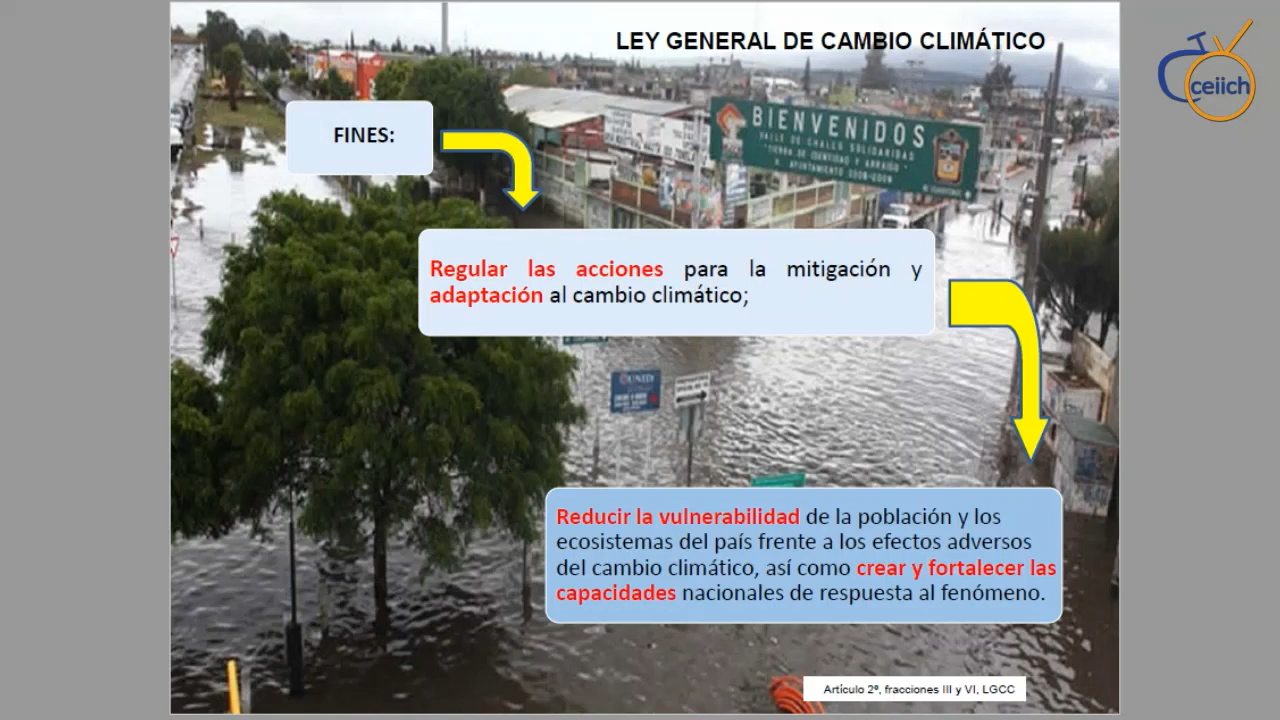 LEY GENERAL DE CAMBIO CLIMÁTICO
ceiich
FINES:
BIENVENIDOS
VALLE DE CHALCO SOLIDARIDAD
"TIERRA DE IDENTIDAD Y ARRAIGO"
H. AYUNTAMIENTO 2006-2009
Regular las acciones para la mitigación y
adaptación al cambio climático;
UNID
Reducir la vulnerabilidad de la población y los
ecosistemas del país frente a los efectos adversos
del cambio climático, así como crear y fortalecer las
capacidades nacionales de respuesta al fenómeno.
Artículo 2º, fracciones III y VI, LGCC